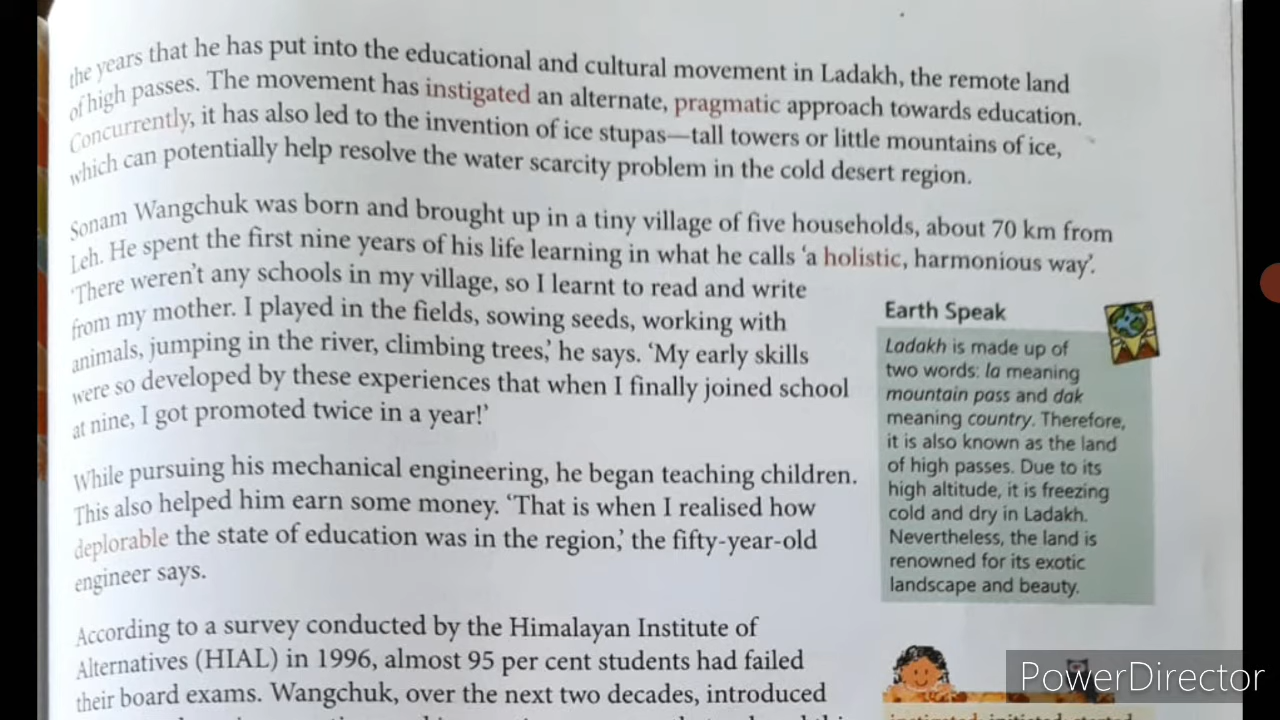 the years that he has put into the educational and cultural movement in Ladakh, the remote land
of high passes. The movement has instigated an alternate, pragmatic approach towards education.
Concurrently, it has also led to the invention of ice stupas—tall towers or little mountains of ice,
which can potentially help resolve the water scarcity problem in the cold desert region.
Sonam Wangchuk was born and brought up in a tiny village of five households, about 70 km from
Leh. He spent the first nine years of his life learning in what he calls ‘a holistic, harmonious way’.
‘There weren’t any schools in my village, so I learnt to read and write
from my mother. I played in the fields, sowing seeds, working with
animals, jumping in the river, climbing trees,’ he says. ‘My early skills
were so developed by these experiences that when I finally joined school
at nine, I got promoted twice in a year!’
While pursuing his mechanical engineering, he began teaching children.
This also helped him earn some money. ‘That is when I realised how
deplorable the state of education was in the region,’ the fifty-year-old
engineer says.
According to a survey conducted by the Himalayan Institute of
Alternatives (HIAL) in 1996, almost 95 per cent students had failed
their board exams. Wangchuk, over the next two decades, introduced
Earth Speak
Ladakh is made up of
two words: la meaning
mountain pass and dak
meaning country. Therefore,
it is also known as the land
of high passes. Due to its
high altitude, it is freezing
cold and dry in Ladakh.
Nevertheless, the land is
renowned for its exotic
landscape and beauty.
PowerDirector